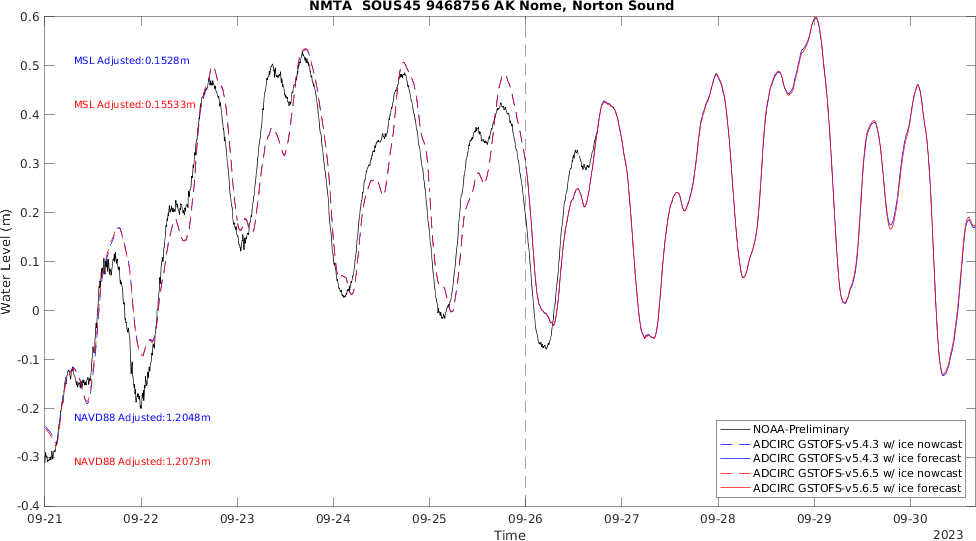 NMTA  SOUS45 9468756 AK Nome, Norton Sound
0.6
0.5
0.4
0.3
0.2
0.1
0
-0.1
-0.2
-0.3
-0.4
Water Level (m)
MSL Adjusted:0.1528m
MSL Adjusted:0.15533m
NAVD88 Adjusted:1.2048m
NAVD88 Adjusted:1.2073m
NOAA-Preliminary
ADCIRC GSTOFS-v5.4.3 w/ ice nowcast
ADCIRC GSTOFS-v5.4.3 w/ ice forecast
ADCIRC GSTOFS-v5.6.5 w/ ice nowcast
ADCIRC GSTOFS-v5.6.5 w/ ice forecast
09-21 09-22 09-23 09-24 09-25 09-26 09-27 09-28 09-29 09-30
Time
2023